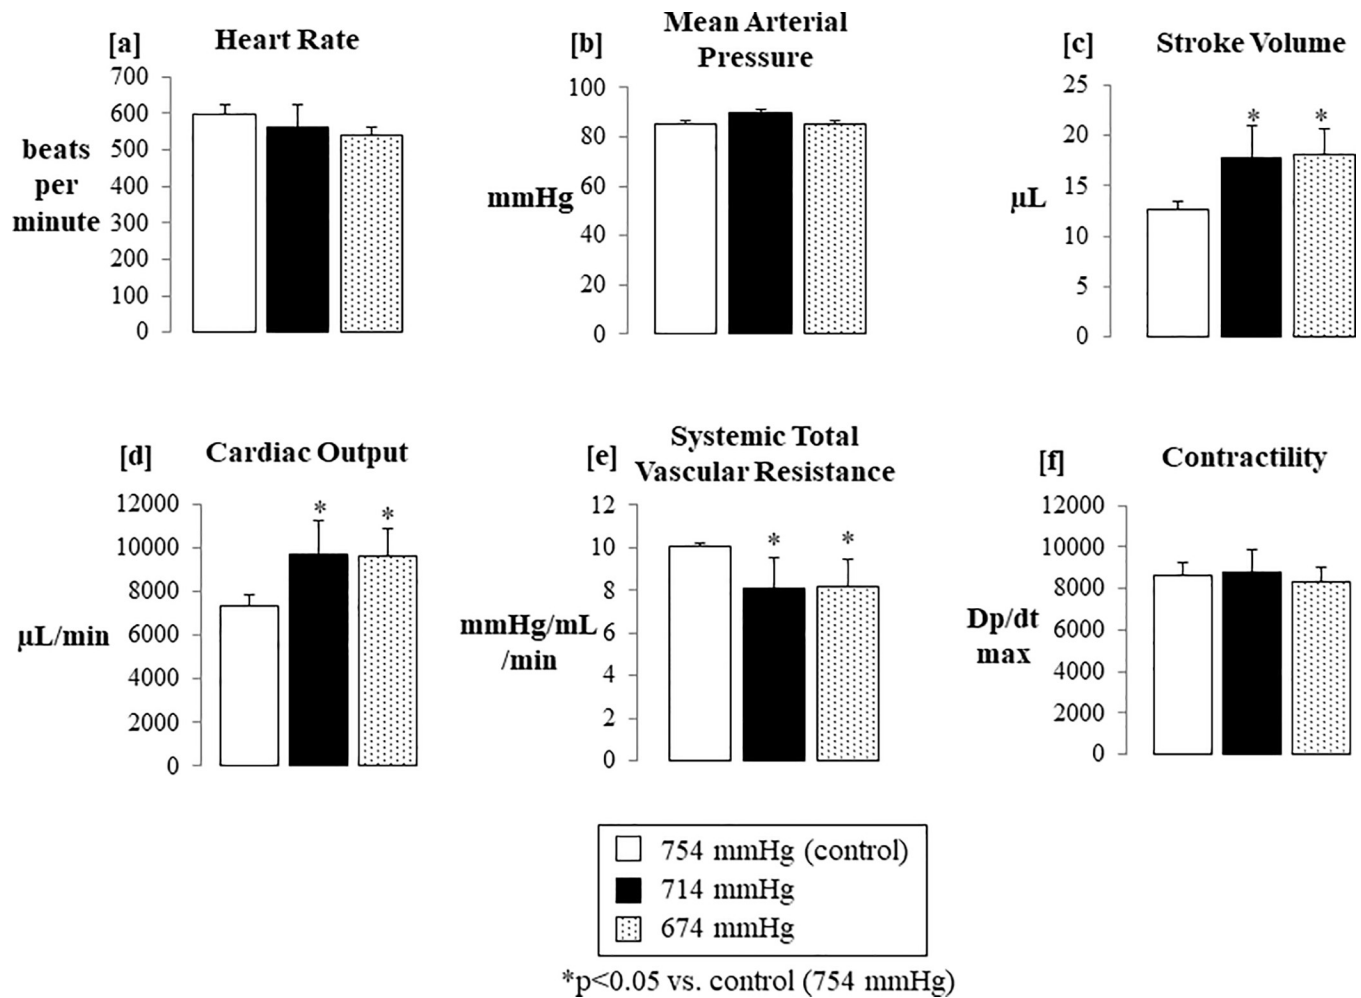 [a]
Heart Rate
700
600
500
400
300
200
100
0
beats
per
minute
[b]
Mean Arterial
Pressure
100
80
60
40
20
0
mmHg
[c]
Stroke Volume
25
20
15
10
5
0
µL
* *
[d]
Cardiac Output
12000
10000
8000
6000
4000
2000
0
µL/min
* *
[e]
Systemic Total
Vascular Resistance
12
10
8
6
4
2
0
mmHg/mL
/min
* *
[f]
Contractility
12000
10000
8000
6000
4000
2000
0
Dp/dt
max
754 mmHg (control)
714 mmHg
674 mmHg
*p<0.05 vs. control (754 mmHg)